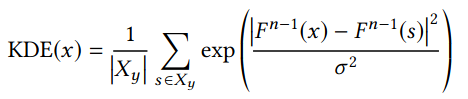 KDE(x) = \frac{1}{|X_y|} \sum_{s \in X_y} \exp\left( \frac{|F^{n-1}(x) - F^{n-1}(s)|^2}{\sigma^2} \right)